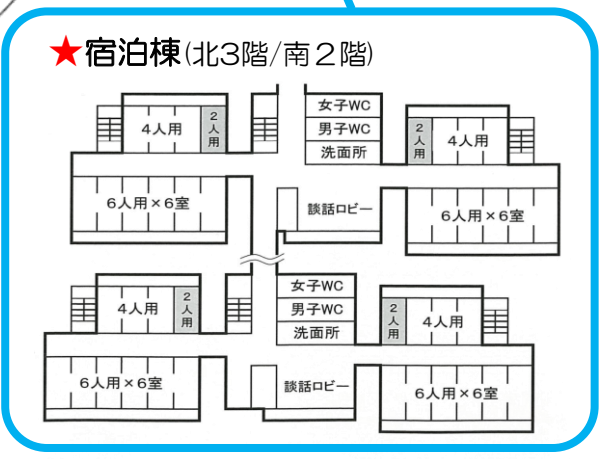 ★宿泊棟(北3階/南2階)
女子WC
男子WC
洗面所
4人用
2人用
2人用
4人用
6人用×6室
談話ロビー
6人用×6室
女子WC
男子WC
洗面所
4人用
2人用
2人用
4人用
6人用×6室
談話ロビー
6人用×6室